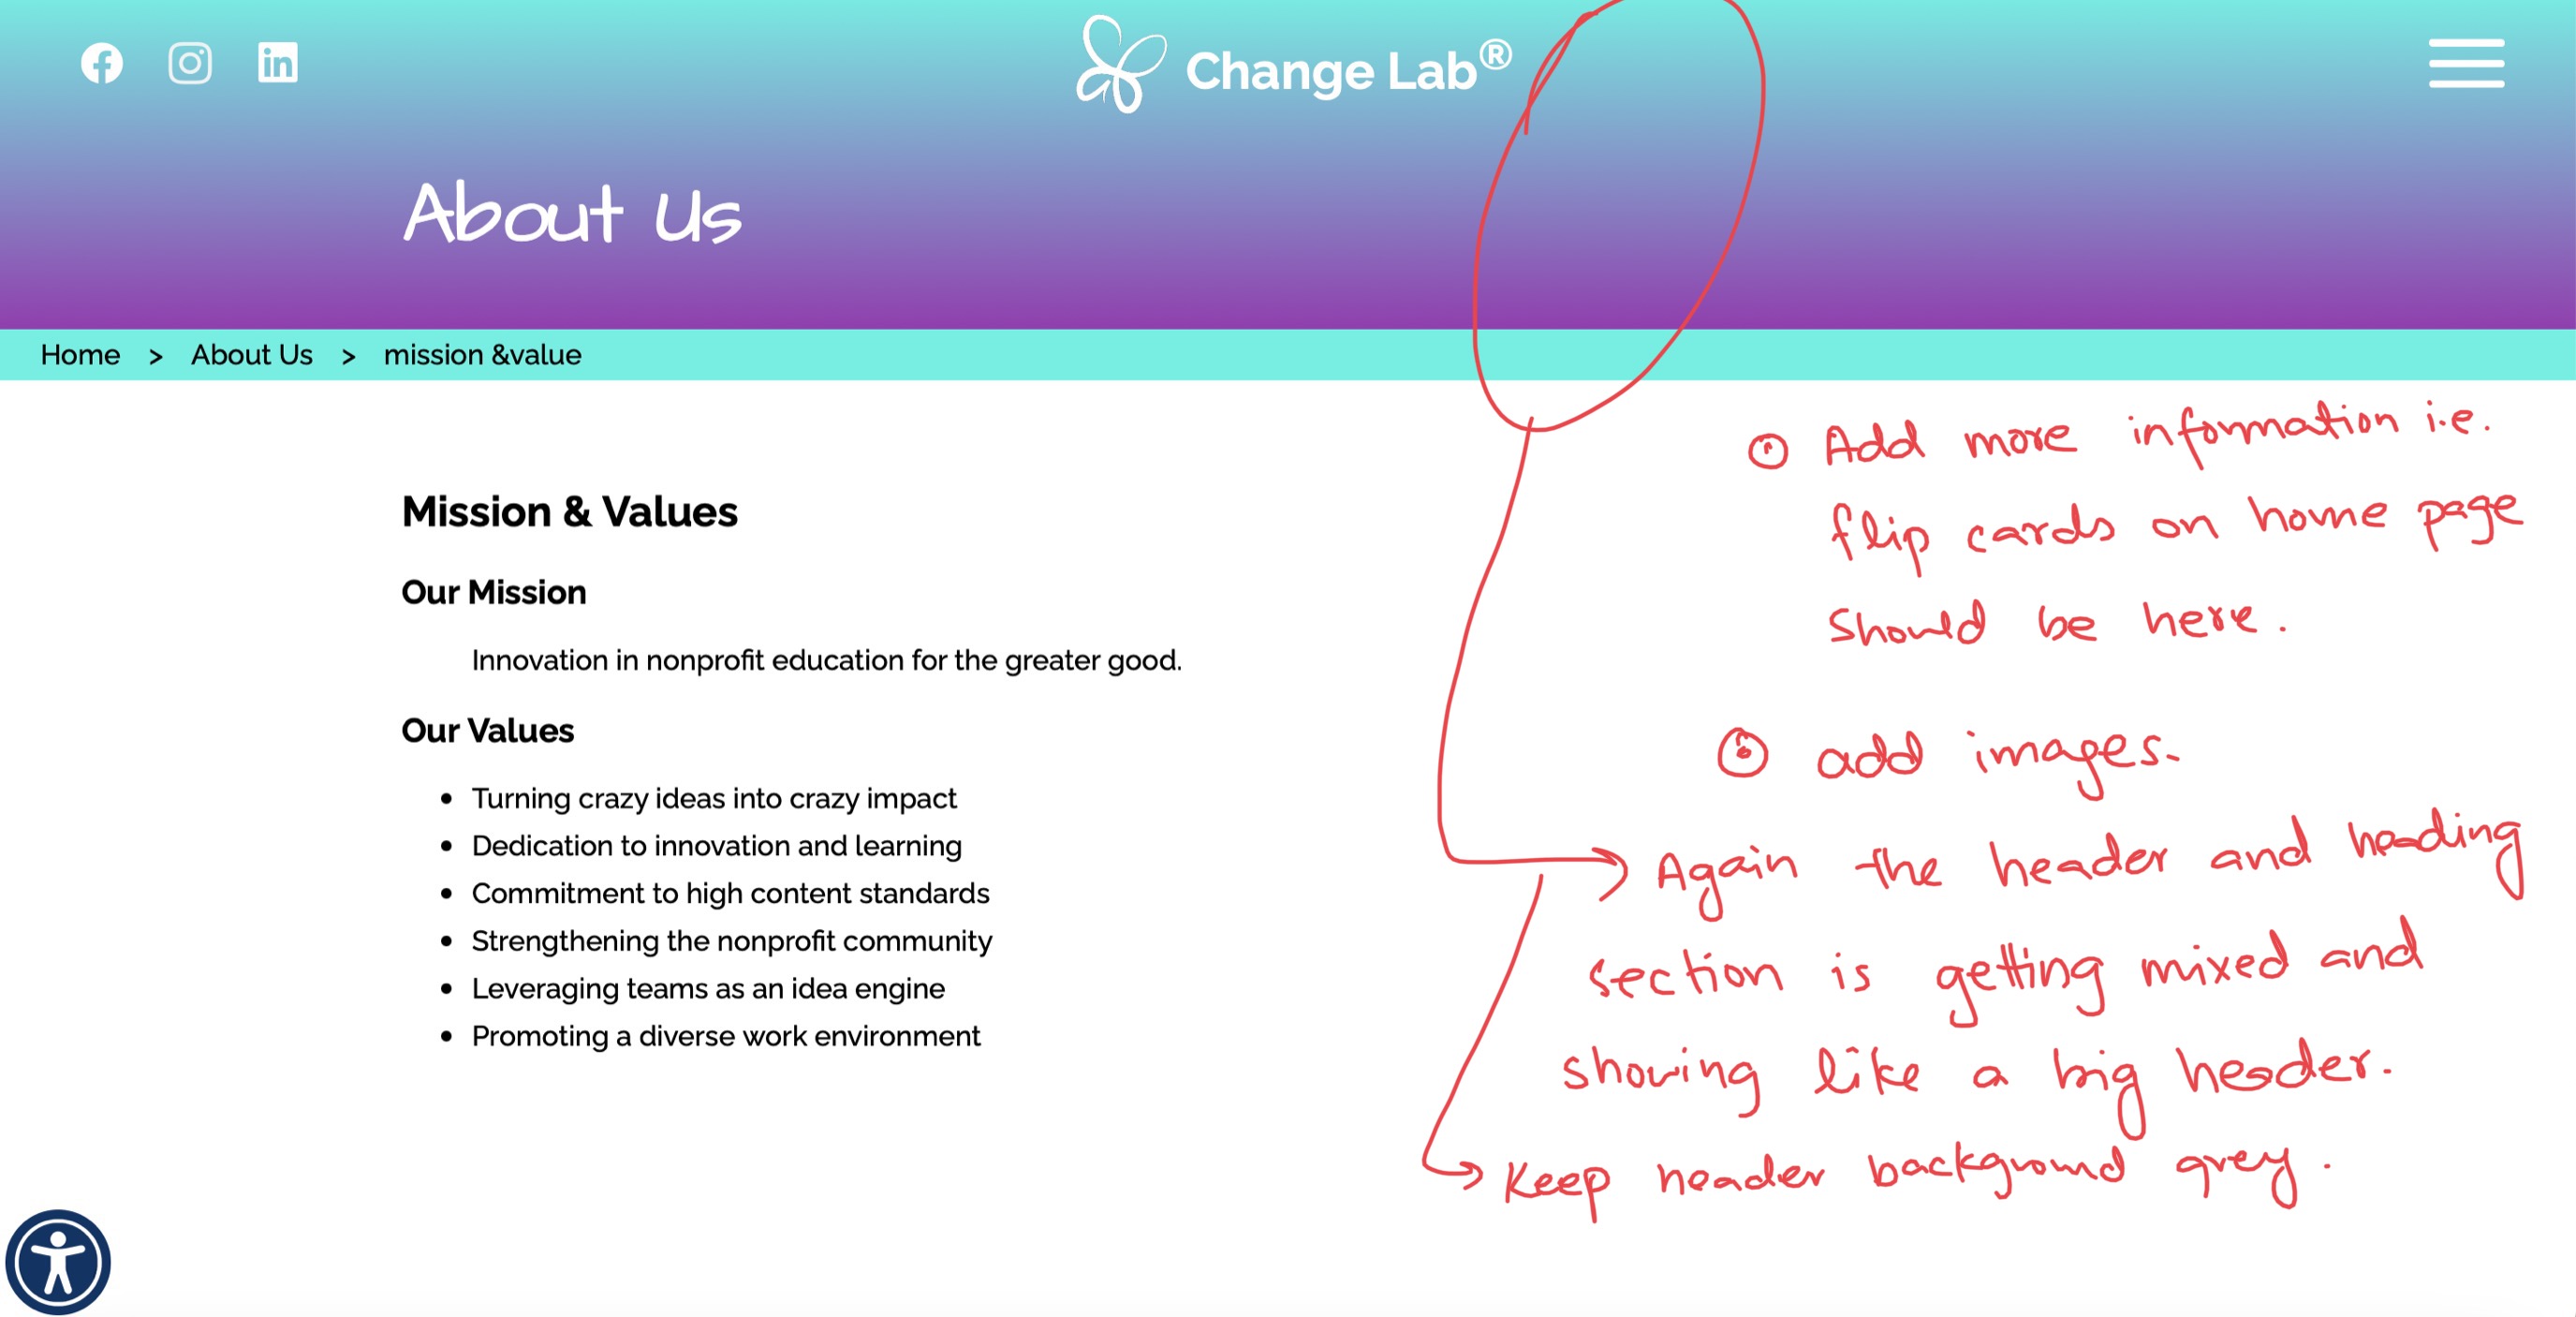 Change Lab®
About Us
Home > About Us > mission &value
Mission & Values
Our Mission
Innovation in nonprofit education for the greater good.
Our Values
• Turning crazy ideas into crazy impact
• Dedication to innovation and learning
• Commitment to high content standards
• Strengthening the nonprofit community
• Leveraging teams as an idea engine
• Promoting a diverse work environment
Add more information i.e.
flip cards on home page
should be here.
add images.
Again the header and heading
section is getting mixed and
showing like a big header.
Keep header background grey.